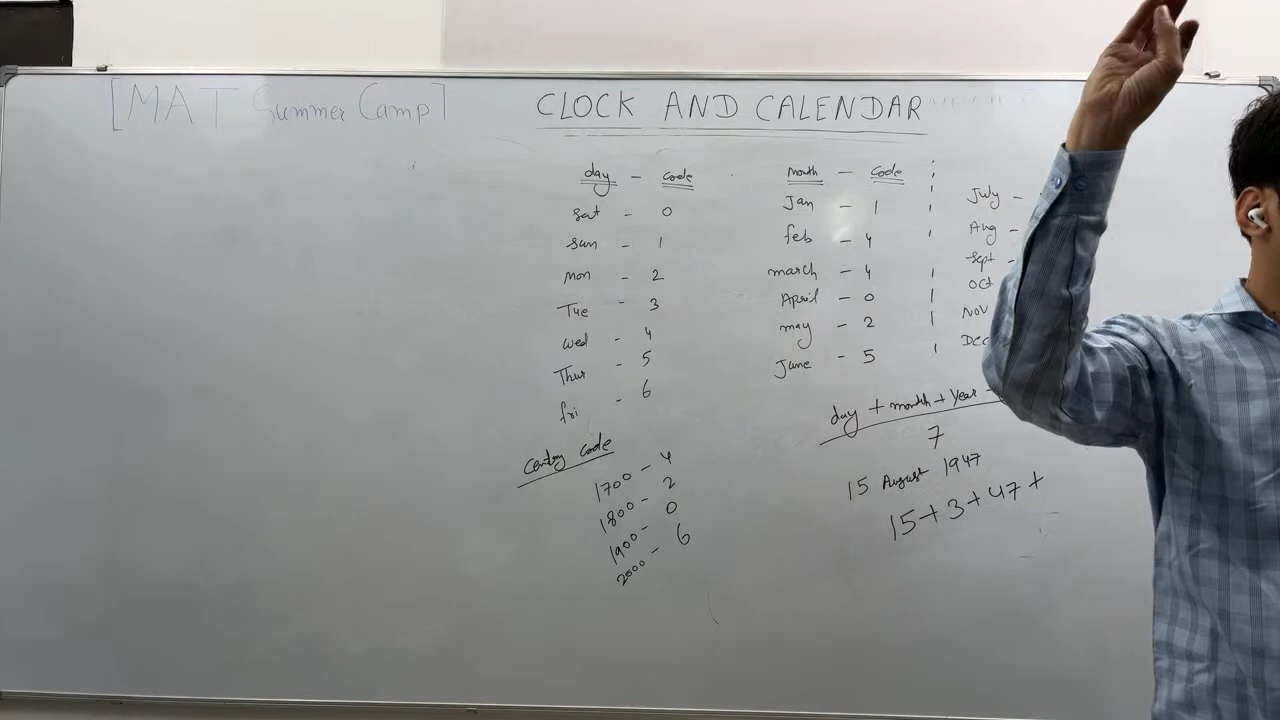 [MAT Summer Camp]
CLOCK AND CALENDAR
day - code
Sat - 0
sun - 1
mon - 2
Tue - 3
wed - 4
Thur - 5
fri - 6
month - code
Jan - 1
feb - 4
march - 4
April - 0
may - 2
June - 5
July -
Aug -
Sept -
Oct
Nov
Dec
day + month + Year -
7
15 August 1947
15+3+47+
century code
1700 - 4
1800 - 2
1900 - 0
2000 - 6